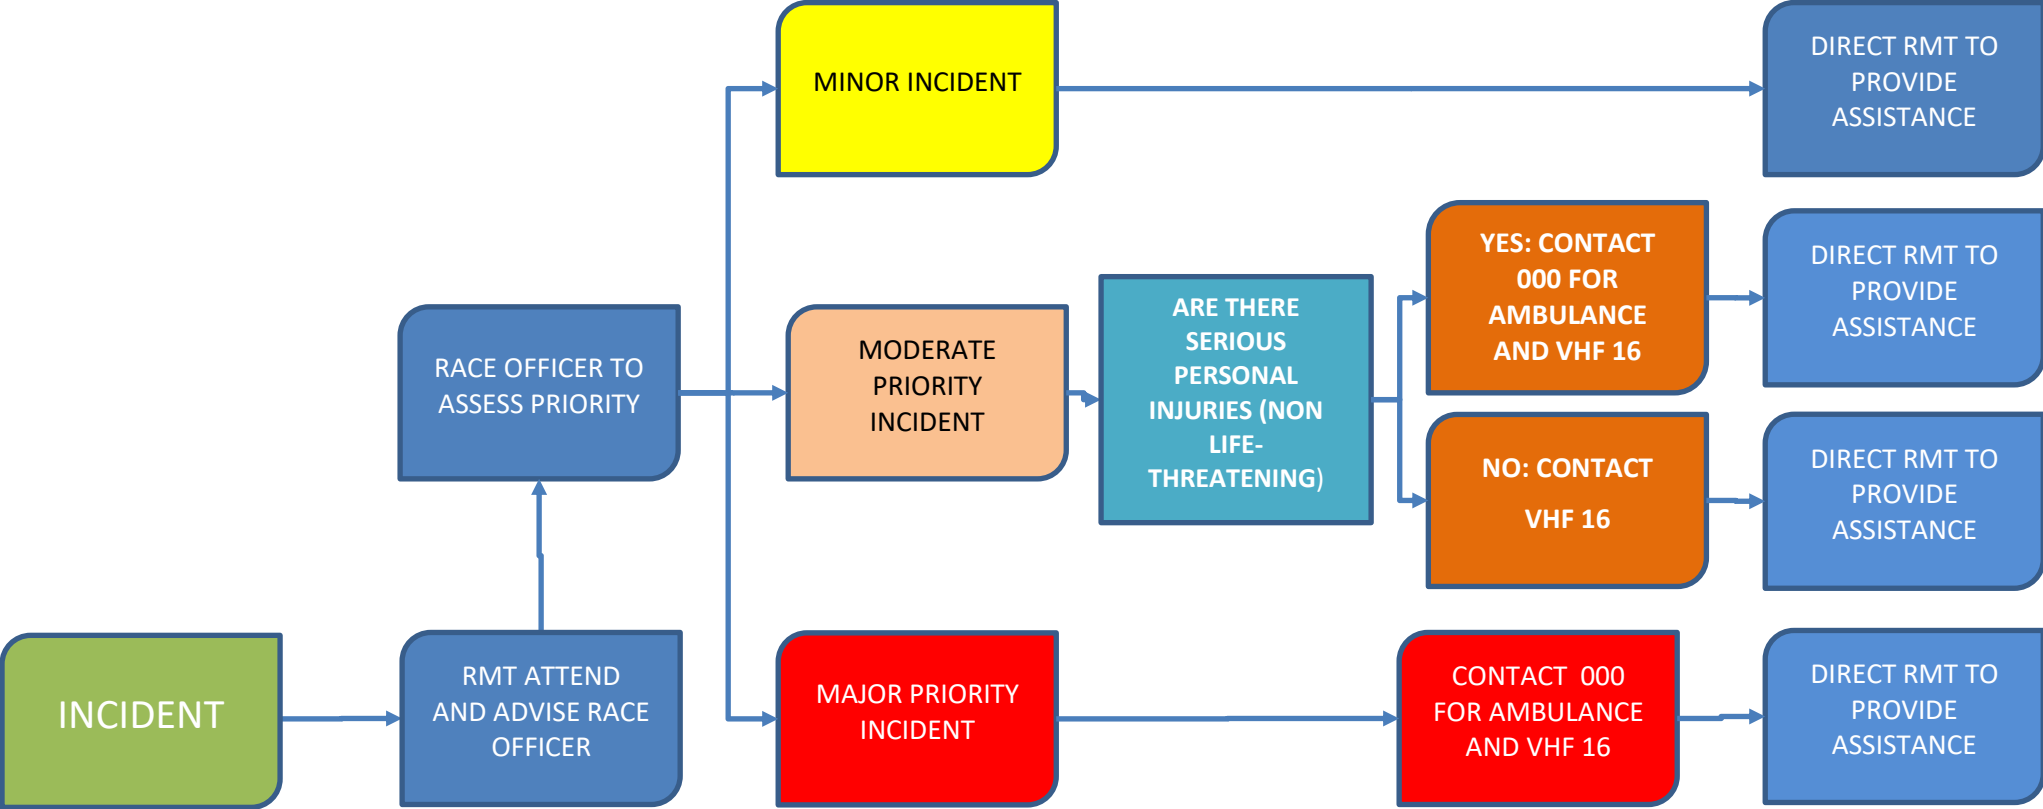 MINOR INCIDENT
DIRECT RMT TO
PROVIDE
ASSISTANCE
YES: CONTACT
000 FOR
AMBULANCE
AND VHF 16
DIRECT RMT TO
PROVIDE
ASSISTANCE
RACE OFFICER TO
ASSESS PRIORITY
MODERATE
PRIORITY
INCIDENT
ARE THERE
SERIOUS
PERSONAL
INJURIES (NON
LIFE-
THREATENING)
NO: CONTACT
VHF 16
DIRECT RMT TO
PROVIDE
ASSISTANCE
INCIDENT
RMT ATTEND
AND ADVISE RACE
OFFICER
MAJOR PRIORITY
INCIDENT
CONTACT  000
FOR AMBULANCE
AND VHF 16
DIRECT RMT TO
PROVIDE
ASSISTANCE